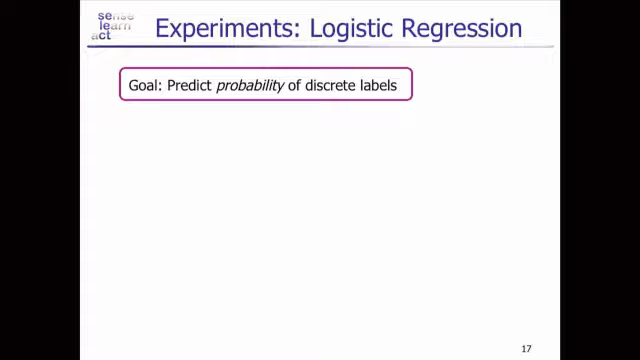 sense
learn
act
Experiments: Logistic Regression
Goal: Predict probability of discrete labels
17